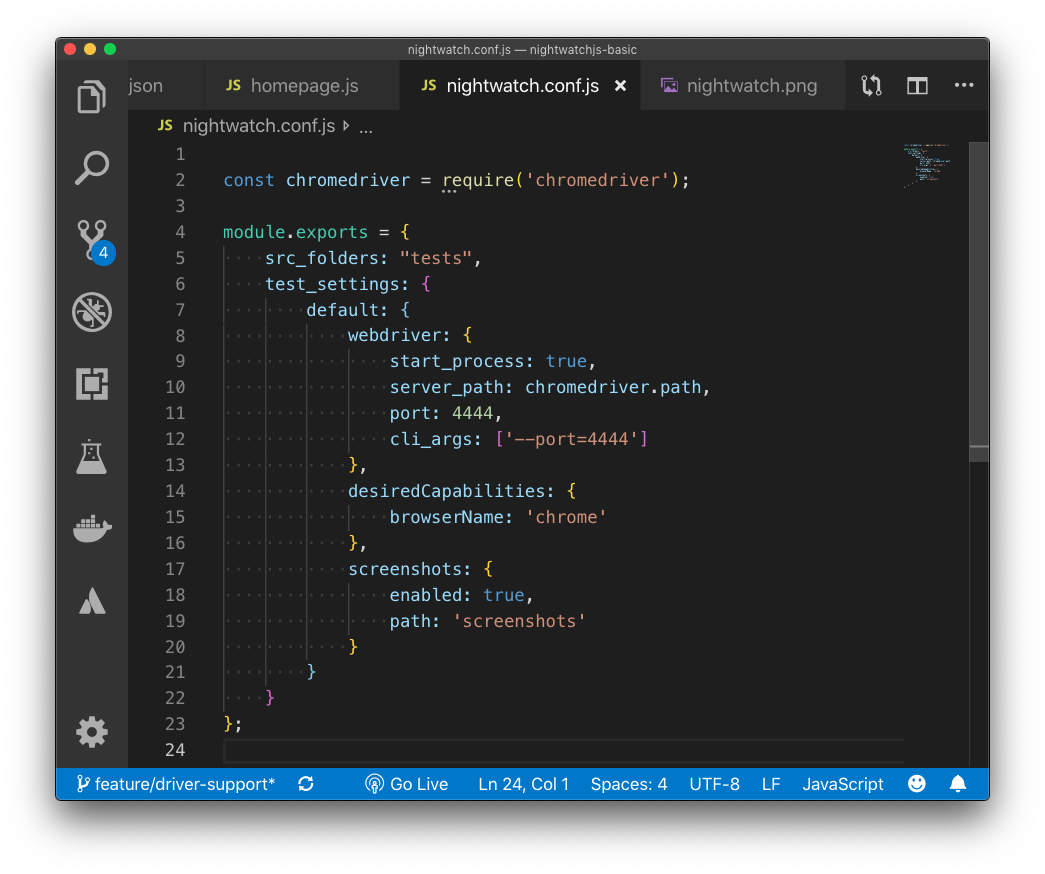 nightwatch.conf.js — nightwatchjs-basic
json JS homepage.js JS nightwatch.conf.js × nightwatch.png ...
JS nightwatch.conf.js ...
1
2 const chromedriver = require('chromedriver');
3
4 module.exports = {
5 src_folders: "tests",
6 test_settings: {
7 default: {
8 webdriver: {
9 start_process: true,
10 server_path: chromedriver.path,
11 port: 4444,
12 cli_args: ['--port=4444']
13 },
14 desiredCapabilities: {
15 browserName: 'chrome'
16 },
17 screenshots: {
18 enabled: true,
19 path: 'screenshots'
20 }
21 }
22 }
23 };
24
4
feature/driver-support* Go Live Ln 24, Col 1 Spaces: 4 UTF-8 LF JavaScript